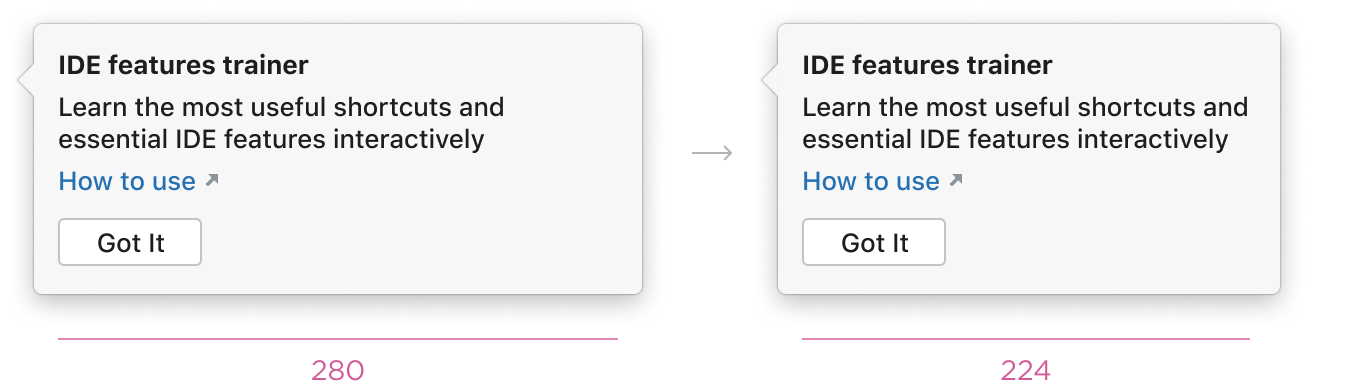 IDE features trainer
Learn the most useful shortcuts and
essential IDE features interactively
How to use
Got It
280
IDE features trainer
Learn the most useful shortcuts and
essential IDE features interactively
How to use
Got It
224